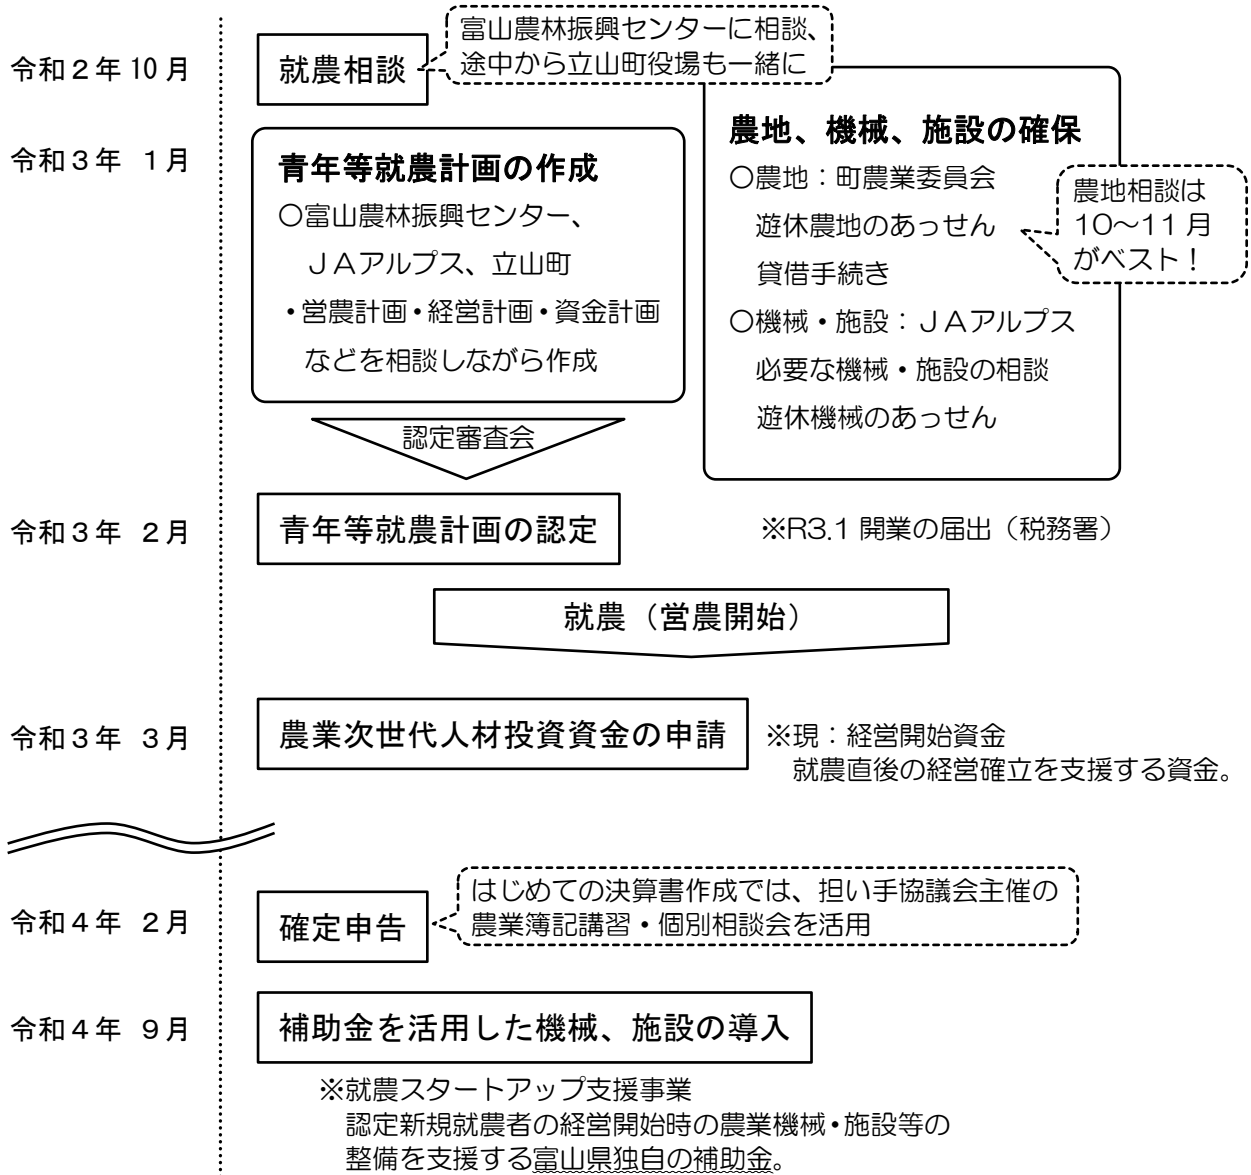 令和２年 10 月
就農相談
富山農林振興センターに相談、
途中から立山町役場も一緒に
令和３年 １月
青年等就農計画の作成
〇富山農林振興センター、
ＪＡアルプス、立山町
・営農計画・経営計画・資金計画
などを相談しながら作成
農地、機械、施設の確保
〇農地：町農業委員会
遊休農地のあっせん
貸借手続き
〇機械・施設：ＪＡアルプス
必要な機械・施設の相談
遊休機械のあっせん
農地相談は
10～11 月
がベスト！
認定審査会
令和３年 ２月
青年等就農計画の認定
※R3.1 開業の届出（税務署）
就農（営農開始）
令和３年 ３月
農業次世代人材投資資金の申請
※現：経営開始資金
就農直後の経営確立を支援する資金。
令和４年 ２月
確定申告
はじめての決算書作成では、担い手協議会主催の
農業簿記講習・個別相談会を活用
令和４年 ９月
補助金を活用した機械、施設の導入
※就農スタートアップ支援事業
認定新規就農者の経営開始時の農業機械・施設等の
整備を支援する富山県独自の補助金。